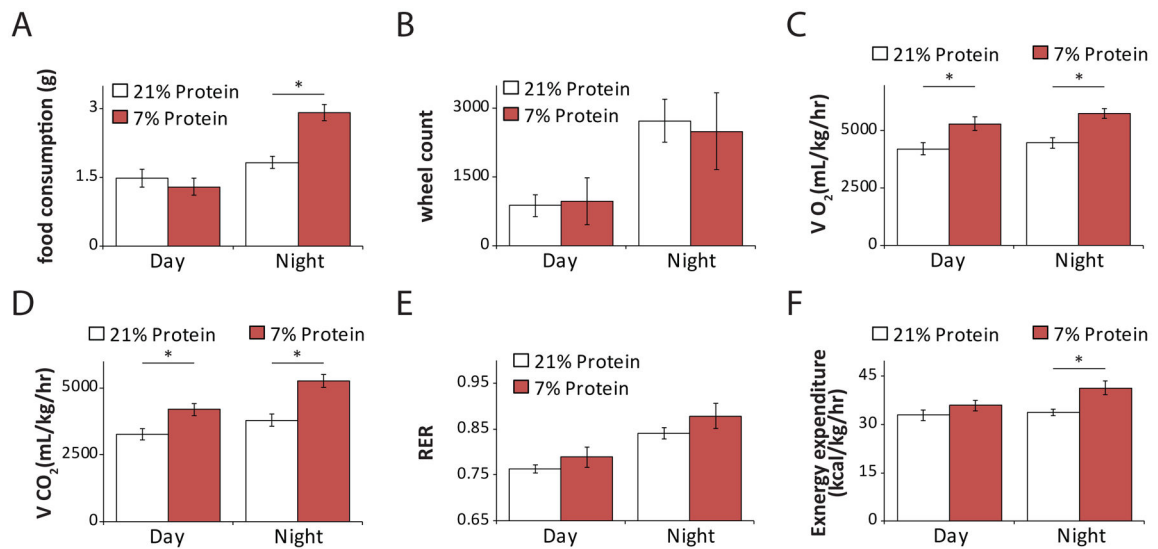 A
food consumption (g)
21% Protein
7% Protein
*
3
1.5
0
Day
Night
B
wheel count
21% Protein
7% Protein
3000
1500
0
Day
Night
C
21% Protein
7% Protein
V O2(mL/kg/hr)
*
*
5000
2500
0
Day
Night
D
21% Protein
7% Protein
V CO2(mL/kg/hr)
*
*
5000
2500
0
Day
Night
E
RER
21% Protein
7% Protein
0.95
0.85
0.75
0.65
Day
Night
F
21% Protein
7% Protein
Exnergy expenditure
(kcal/kg/hr)
*
45
30
15
0
Day
Night